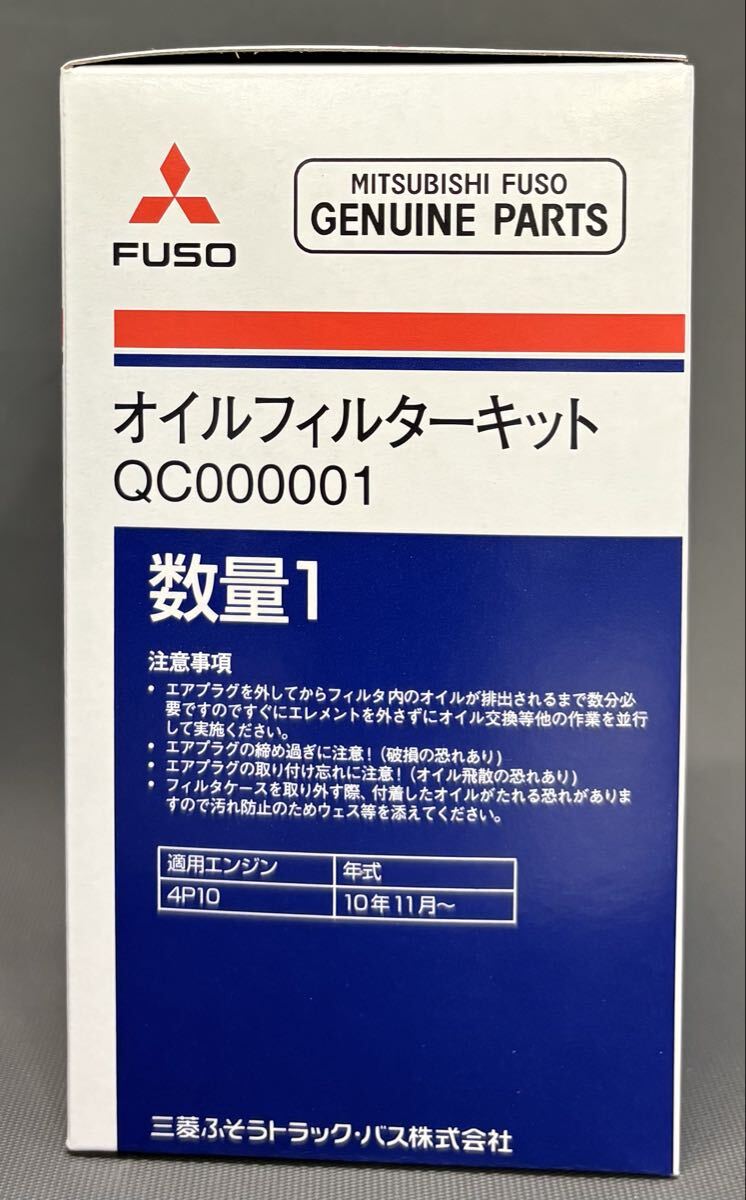 FUSO
MITSUBISHI FUSO
GENUINE PARTS
オイルフィルターキット
QC000001
数量1
注意事項
• エアプラグを外してからフィルタ内のオイルが排出されるまで数分必
要ですのですぐにエレメントを外さずにオイル交換等他の作業を並行
して実施ください。
• エアプラグの締め過ぎに注意！(破損の恐れあり)
• エアプラグの取り付け忘れに注意！(オイル飛散の恐れあり)
• フィルタケースを取り外す際、付着したオイルがたれる恐れがありま
すので汚れ防止のためウェス等を添えてください。
適用エンジン 年式
4P10 10年11月～
三菱ふそうトラック・バス株式会社